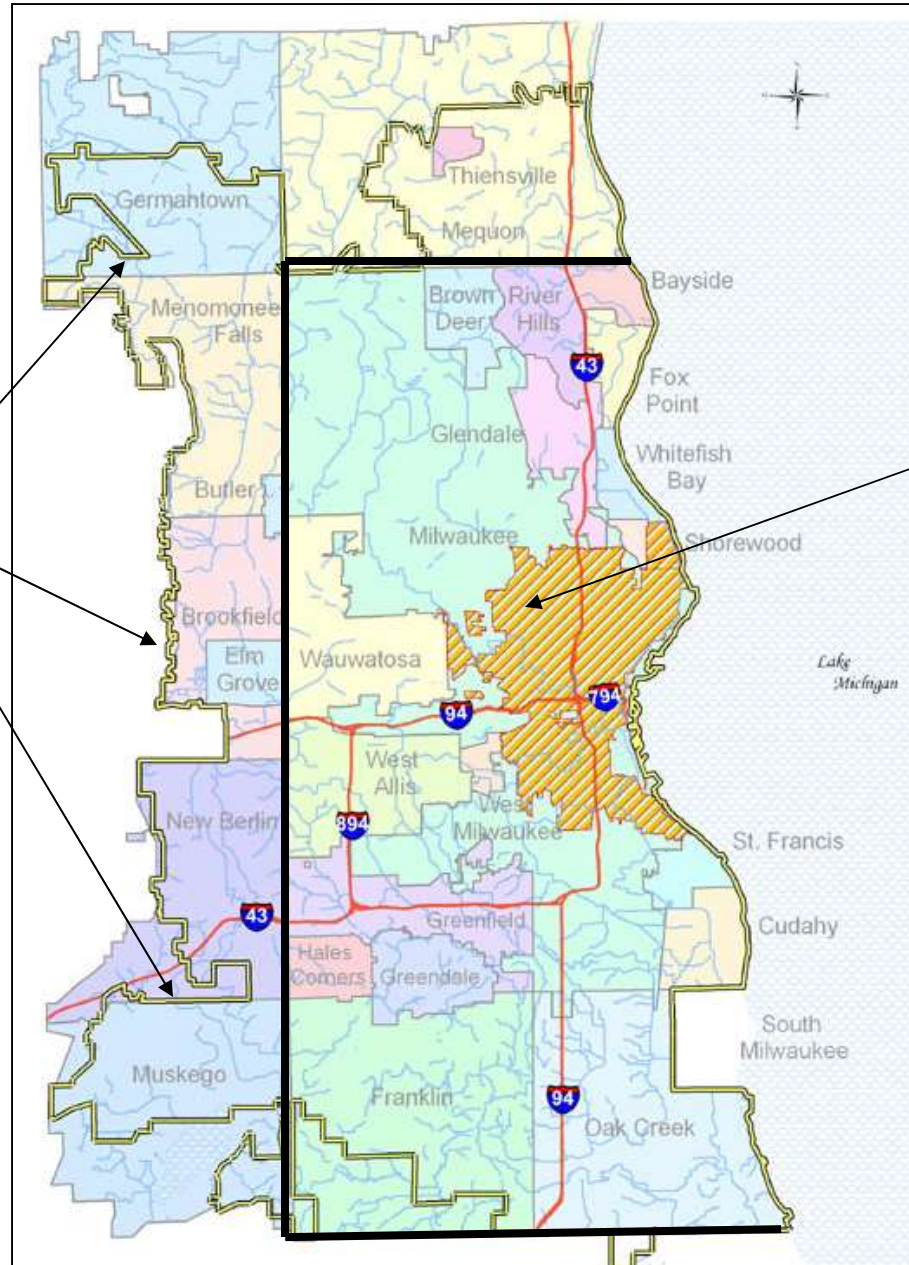 Germantown
Thiensville
Mequon
Menomonee
Falls
Brown
Deer
River
Hills
Bayside
43
Fox
Point
Glendale
Whitefish
Bay
Butler
Milwaukee
Shorewood
Brookfield
Elm
Grove
Wauwatosa
Lake
Michigan
94
794
West
Allis
West
Milwaukee
894
New Berlin
St. Francis
43
Greenfield
Cudahy
Hales
Corners
Greendale
South
Milwaukee
Muskego
Franklin
94
Oak Creek